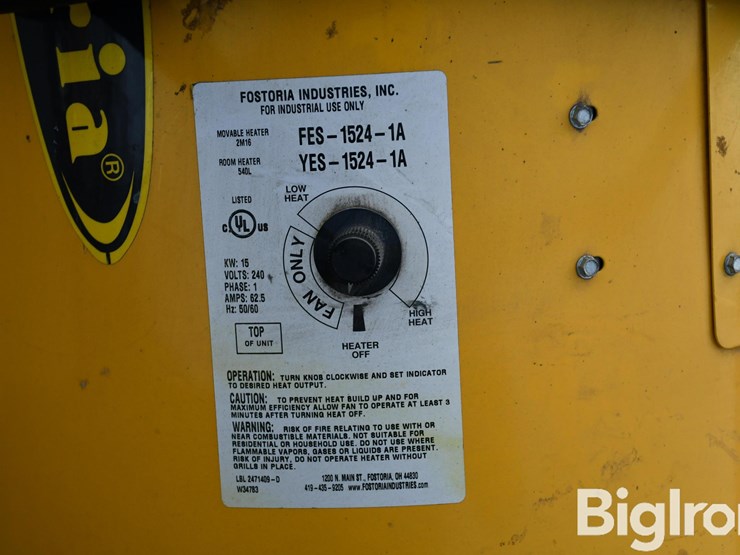 ria®
FOSTORIA INDUSTRIES, INC.
FOR INDUSTRIAL USE ONLY
MOVABLE HEATER 2M16 FES-1524-1A
ROOM HEATER 540L YES-1524-1A
LOW HEAT
LISTED
C UL US
FAN ONLY
KW: 15
VOLTS: 240
PHASE: 1
AMPS: 62.5
Hz: 50/60
HIGH HEAT
TOP OF UNIT
HEATER OFF
OPERATION: TURN KNOB CLOCKWISE AND SET INDICATOR
TO DESIRED HEAT OUTPUT.
CAUTION: TO PREVENT HEAT BUILD UP AND FOR
MAXIMUM EFFICIENCY ALLOW FAN TO OPERATE AT LEAST 3
MINUTES AFTER TURNING HEAT OFF.
WARNING: RISK OF FIRE RELATING TO USE WITH OR
NEAR COMBUSTIBLE MATERIALS. NOT SUITABLE FOR
RESIDENTIAL OR HOUSEHOLD USE. DO NOT USE WHERE
FLAMMABLE VAPORS, GASES OR LIQUIDS ARE PRESENT.
RISK OF INJURY, DO NOT OPERATE HEATER WITHOUT
GRILLS IN PLACE.
LBL 2471409-D 1200 N. MAIN ST., FOSTORIA, OH 44830
W34783 419-435-9205 WWW.FOSTORIAINDUSTRIES.COM
BigIron